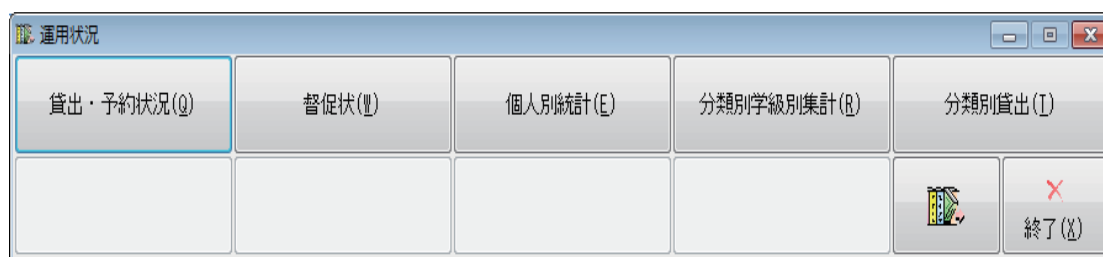 運用状況
貸出・予約状況(Q)
督促状(W)
個人別統計(E)
分類別学級別集計(R)
分類別貸出(T)
終了(X)